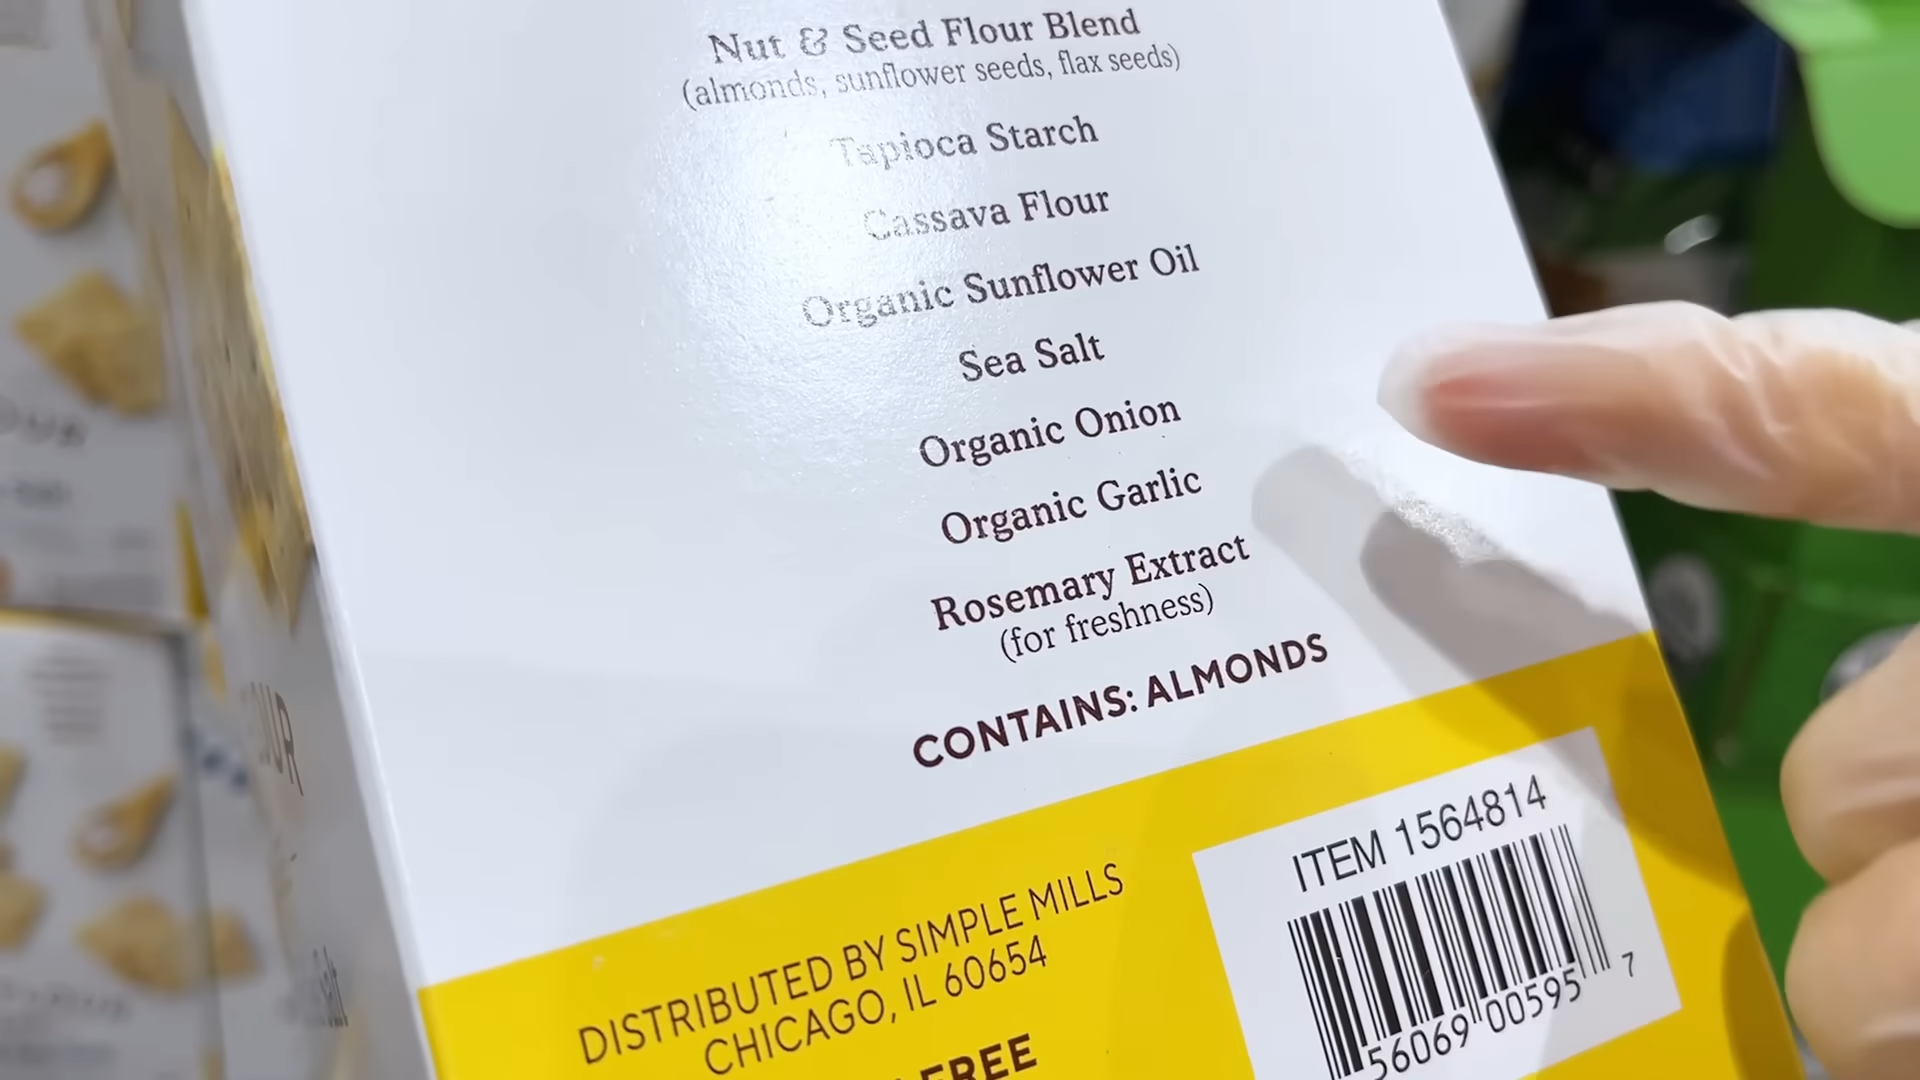 Nut & Seed Flour Blend
(almonds, sunflower seeds, flax seeds)
Tapioca Starch
Cassava Flour
Organic Sunflower Oil
Sea Salt
Organic Onion
Organic Garlic
Rosemary Extract
(for freshness)
CONTAINS: ALMONDS
ITEM 1564814
56069 00595 7
DISTRIBUTED BY SIMPLE MILLS
CHICAGO, IL 60654
FREE